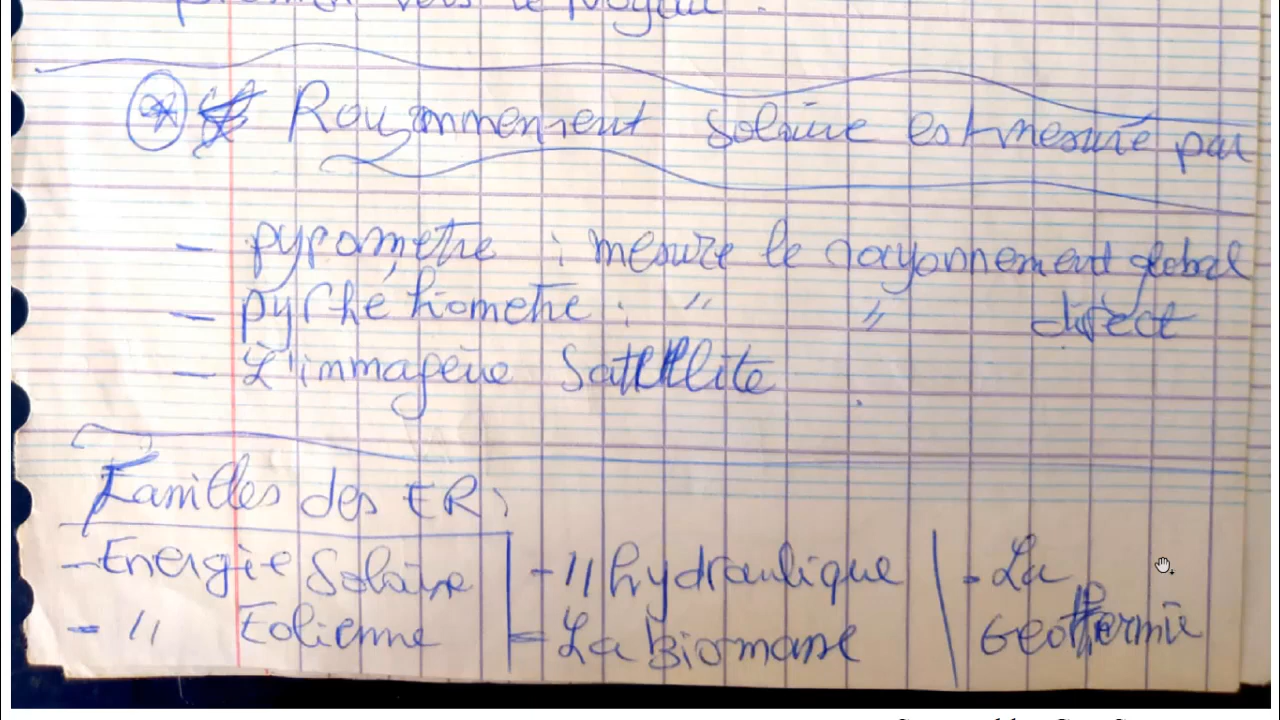 Rayonnement solaire est mesuré par
- pyromètre : mesure le rayonnement global
- pyrhéliometre : " " direct
- L'immagerie Satellite
Familles des ER :
- Energie Solaire | - " hydraulique | - La
- " Eolienne | - La Biomasse | Geothermie